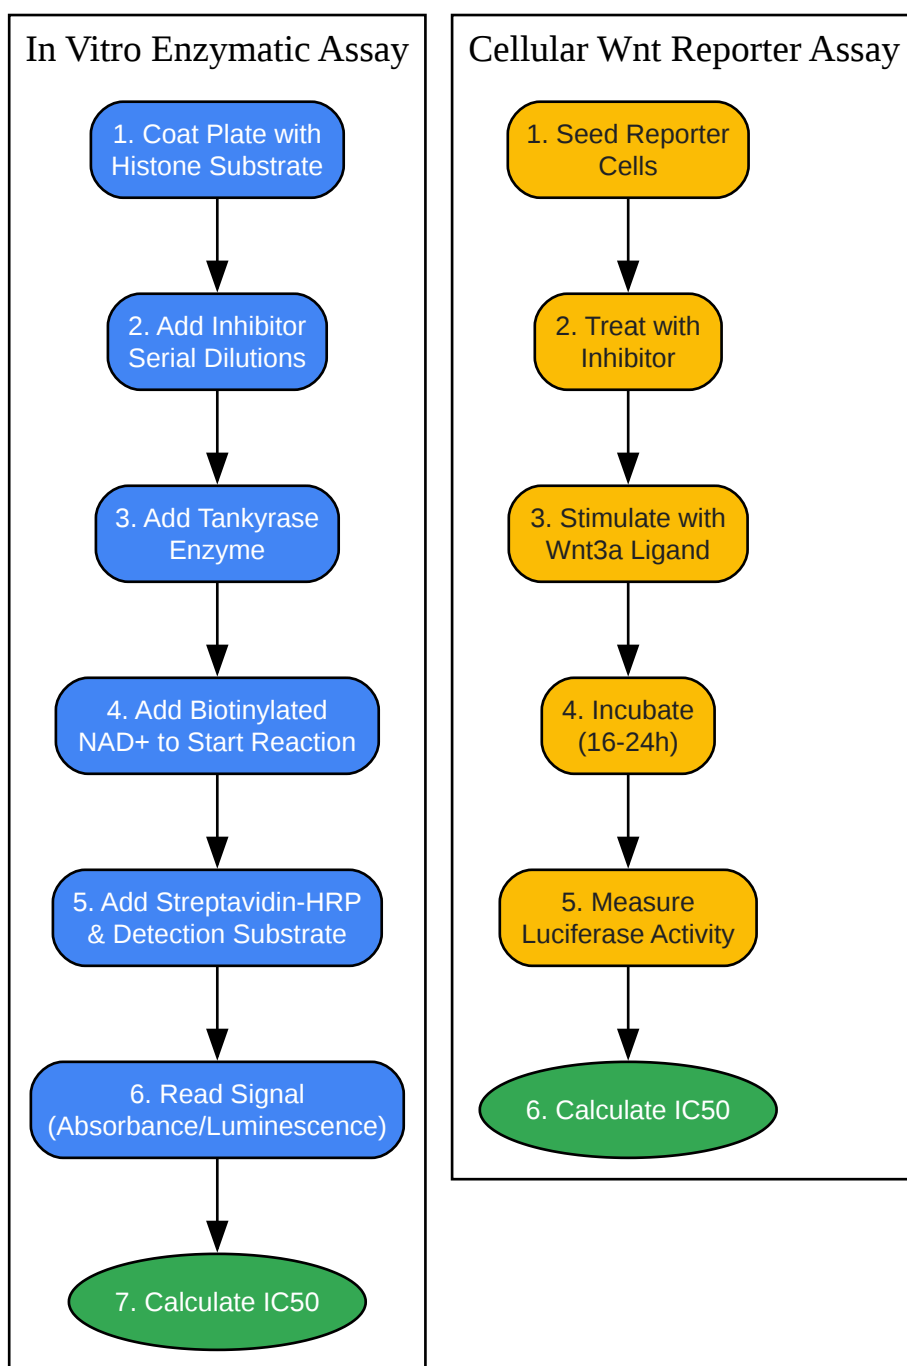 In Vitro Enzymatic Assay
1. Coat Plate with
Histone Substrate
2. Add Inhibitor
Serial Dilutions
3. Add Tankyrase
Enzyme
4. Add Biotinylated
NAD+ to Start Reaction
5. Add Streptavidin-HRP
& Detection Substrate
6. Read Signal
(Absorbance/Luminescence)
7. Calculate IC50
Cellular Wnt Reporter Assay
1. Seed Reporter
Cells
2. Treat with
Inhibitor
3. Stimulate with
Wnt3a Ligand
4. Incubate
(16-24h)
5. Measure
Luciferase Activity
6. Calculate IC50